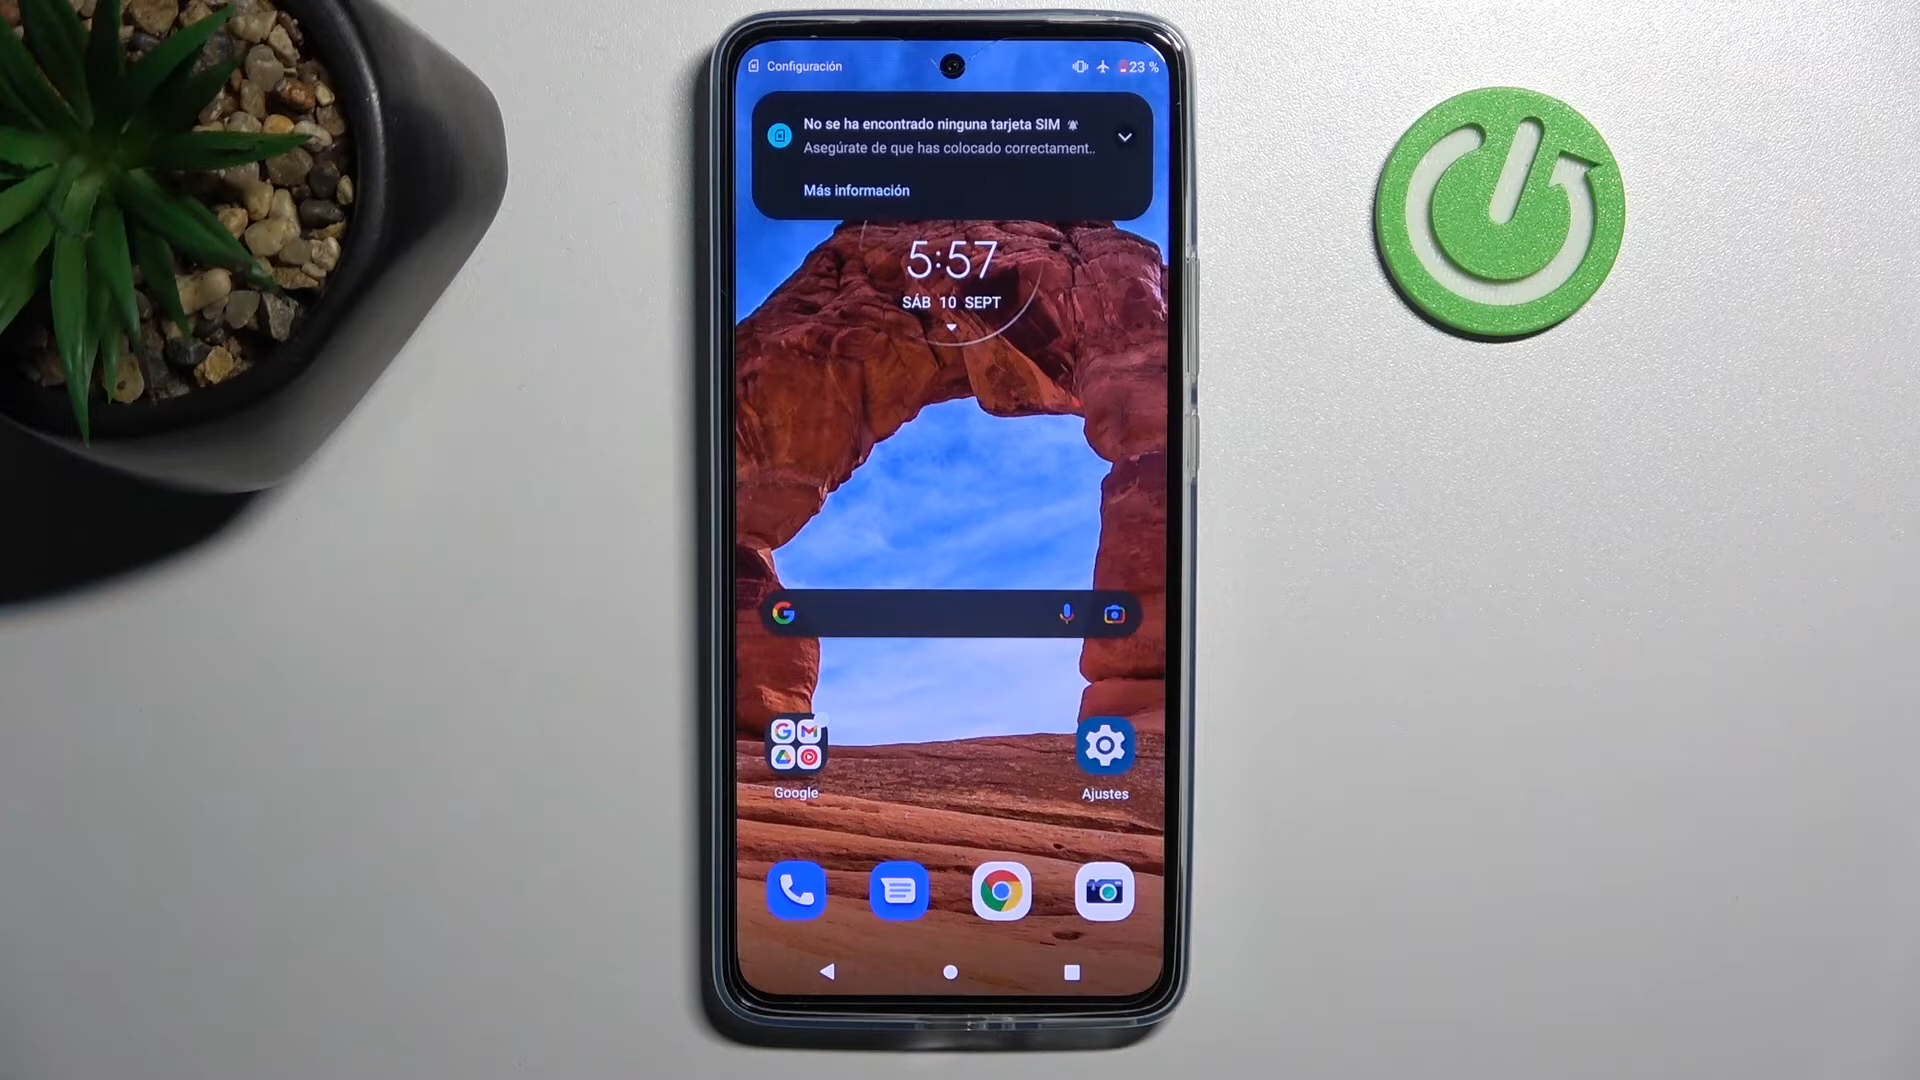 Configuración
23 %
No se ha encontrado ninguna tarjeta SIM
Asegúrate de que has colocado correctament..
Más información
5:57
SÁB 10 SEPT
Google
Ajustes